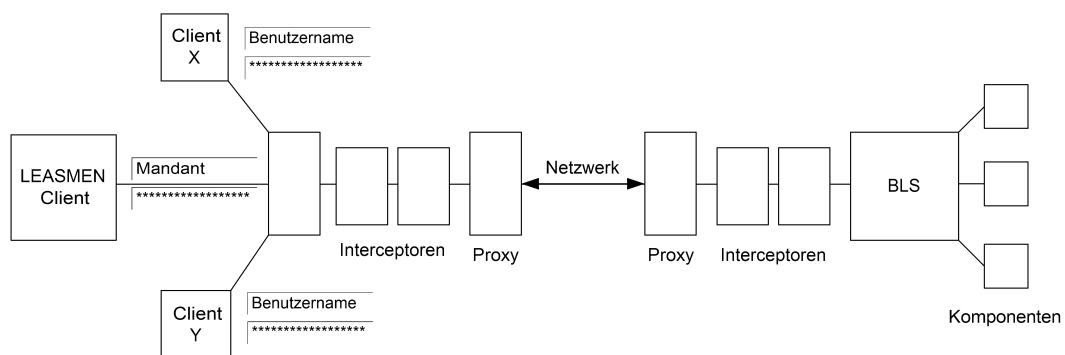 Client
X
Benutzername
******************
LEASMEN
Client
Mandant
******************
Interceptoren
Proxy
Netzwerk
Proxy
Interceptoren
BLS
Komponenten
Client
Y
Benutzername
******************